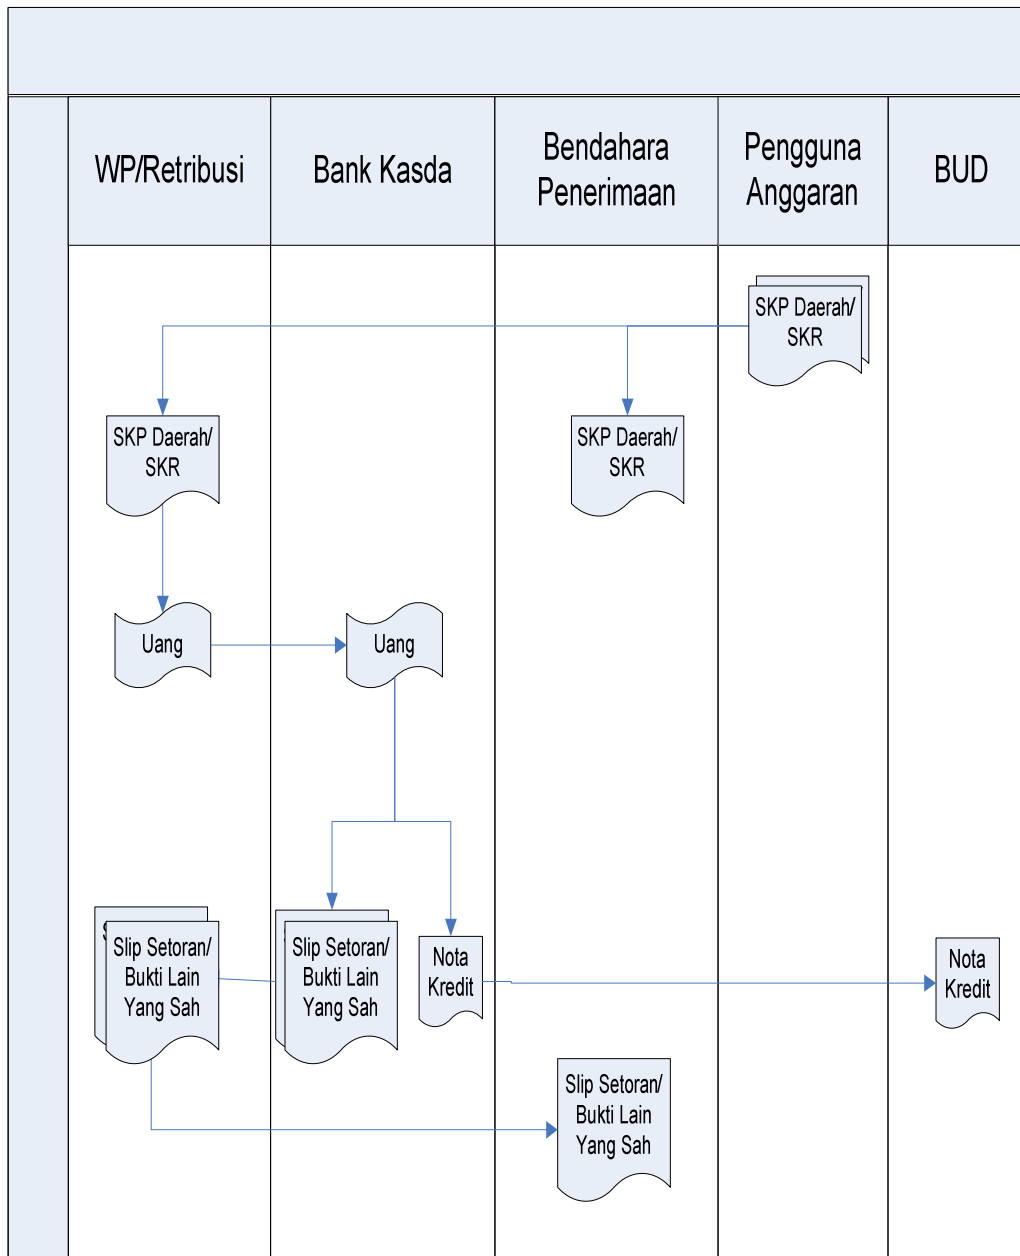 WP/Retribusi
Bank Kasda
Bendahara
Penerimaan
Pengguna
Anggaran
BUD
SKP Daerah/
SKR
SKP Daerah/
SKR
SKP Daerah/
SKR
Uang
Uang
Slip Setoran/
Bukti Lain
Yang Sah
Slip Setoran/
Bukti Lain
Yang Sah
Nota
Kredit
Nota
Kredit
Slip Setoran/
Bukti Lain
Yang Sah